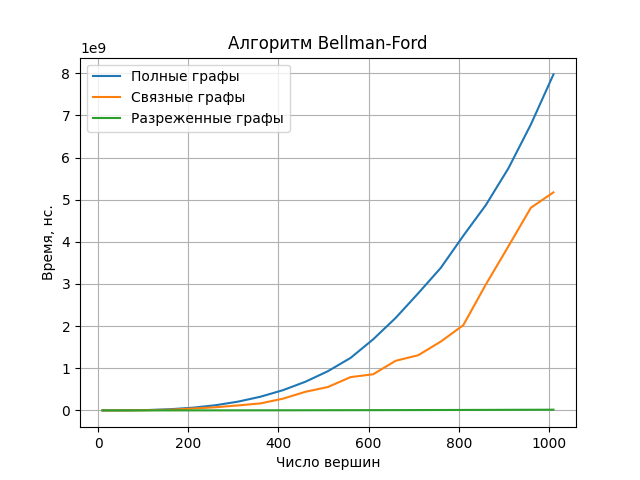 Алгоритм Bellman-Ford
1e9
Полные графы
Связные графы
Разреженные графы
8
7
6
5
4
3
2
1
0
Время, нс.
0 200 400 600 800 1000
Число вершин